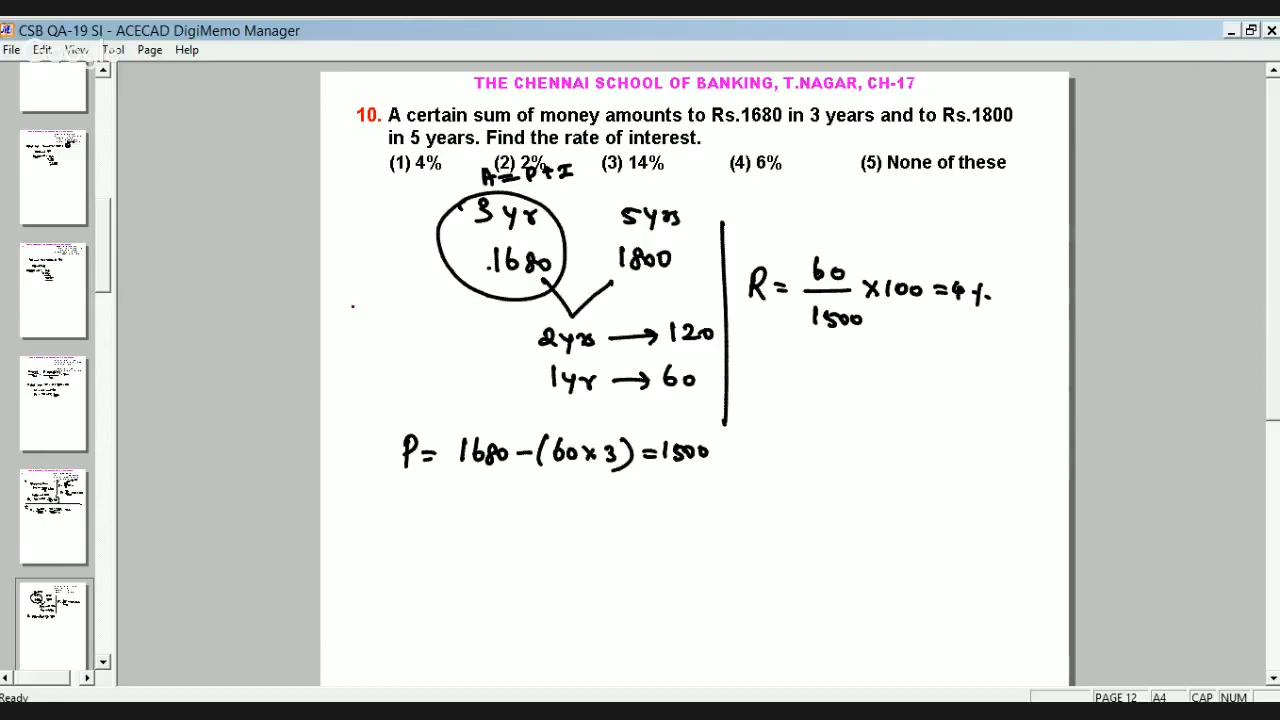 CSB QA-19 SI - ACECAD DigiMemo Manager
File Edit View Tool Page Help
THE CHENNAI SCHOOL OF BANKING, T.NAGAR, CH-17
10. A certain sum of money amounts to Rs.1680 in 3 years and to Rs.1800
in 5 years. Find the rate of interest.
(1) 4% (2) 2% (3) 14% (4) 6% (5) None of these
A = P + I
3 yr 5 yrs
1680 1800
2yrs → 120
1yr → 60
P = 1680 - (60 x 3) = 1500
R = 60/1500 x 100 = 4%
Ready PAGE 12 A4 CAP NUM